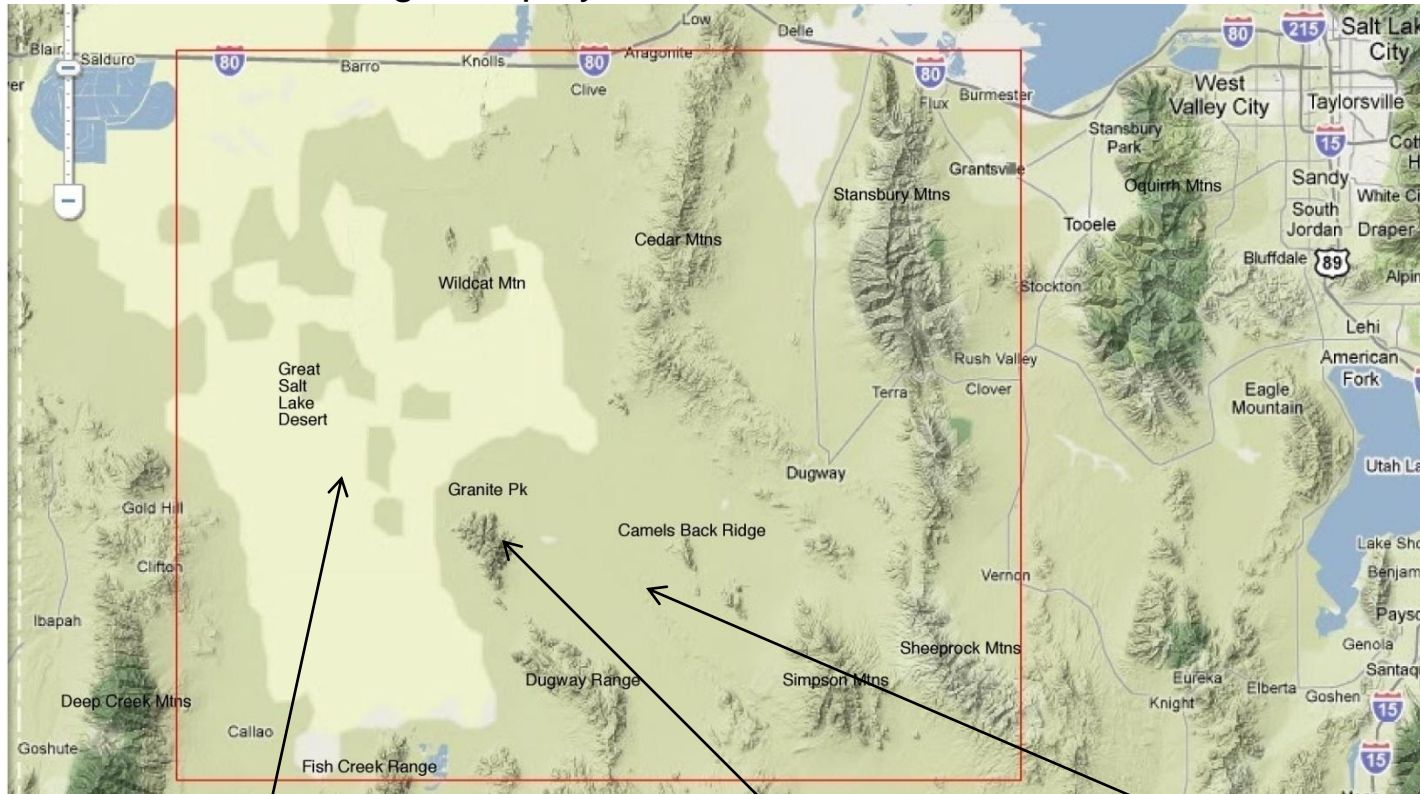 Low
Delle
80
215
Salt Lak
City
Blair
Salduro
80
Barro
Knolls
80
Aragonite
80
Clive
Flux
Burmester
West
Valley City
Taylorsville
15
Stansbury
Park
Cott
H
Grantsville
Sandy
White Ci
Stansbury Mtns
Oquirrh Mtns
South
Jordan
Draper
Tooele
Cedar Mtns
Bluffdale
89
Alpin
Wildcat Mtn
Stockton
Lehi
American
Fork
Rush Valley
Great
Salt
Lake
Desert
Terra
Clover
Eagle
Mountain
Dugway
Utah La
Granite Pk
Gold Hill
Camels Back Ridge
Lake Sho
Clifton
Vernon
Benjam
Ibapah
Payso
Genola
Sheeprock Mtns
Santaq
Dugway Range
Simpson Mtns
Eureka
Elberta
Goshen
Knight
15
Deep Creek Mtns
Callao
Goshute
15
Fish Creek Range